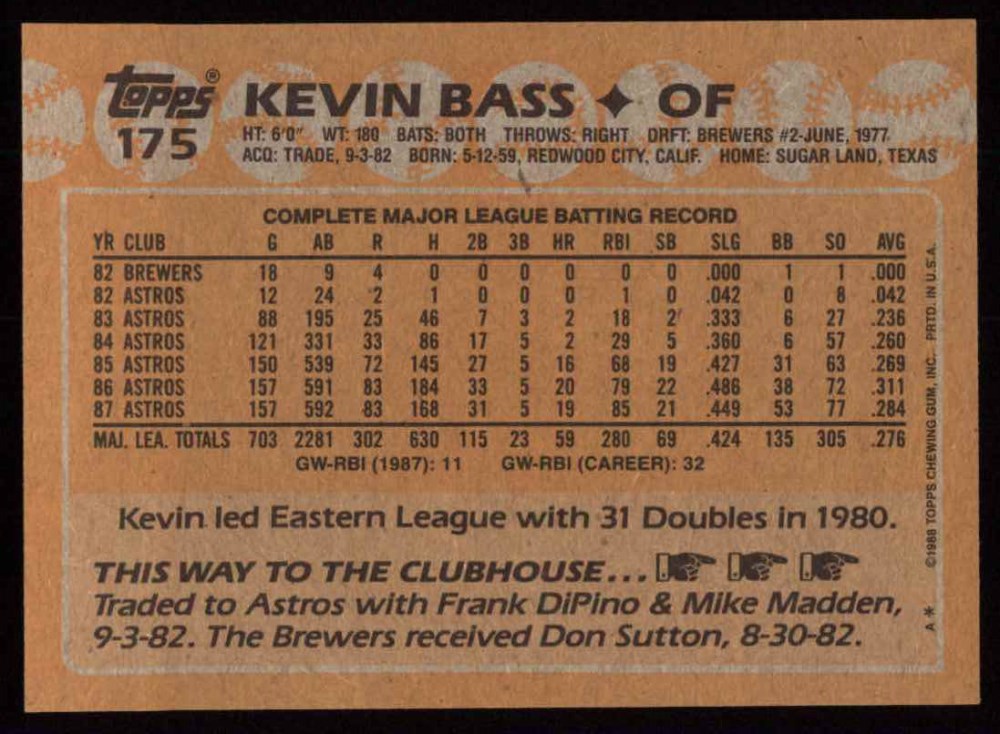 Topps® KEVIN BASS ✦ OF
175
HT: 6'0" WT: 180 BATS: BOTH THROWS: RIGHT DRFT: BREWERS #2-JUNE, 1977
ACQ: TRADE, 9-3-82 BORN: 5-12-59, REDWOOD CITY, CALIF. HOME: SUGAR LAND, TEXAS
COMPLETE MAJOR LEAGUE BATTING RECORD
YR CLUB G AB R H 2B 3B HR RBI SB SLG BB SO AVG
82 BREWERS 18 9 4 0 0 0 0 0 0 .000 1 1 .000
82 ASTROS 12 24 2 1 0 0 0 1 0 .042 0 8 .042
83 ASTROS 88 195 25 46 7 3 2 18 2 .333 6 27 .236
84 ASTROS 121 331 33 86 17 5 2 29 5 .360 6 57 .260
85 ASTROS 150 539 72 145 27 5 16 68 19 .427 31 63 .269
86 ASTROS 157 591 83 184 33 5 20 79 22 .486 38 72 .311
87 ASTROS 157 592 83 168 31 5 19 85 21 .449 53 77 .284
MAJ. LEA. TOTALS 703 2281 302 630 115 23 59 280 69 .424 135 305 .276
GW-RBI (1987): 11 GW-RBI (CAREER): 32
Kevin led Eastern League with 31 Doubles in 1980.
THIS WAY TO THE CLUBHOUSE...
Traded to Astros with Frank DiPino & Mike Madden,
9-3-82. The Brewers received Don Sutton, 8-30-82.
A * ©1988 TOPPS CHEWING GUM, INC. PRTD. IN U.S.A.